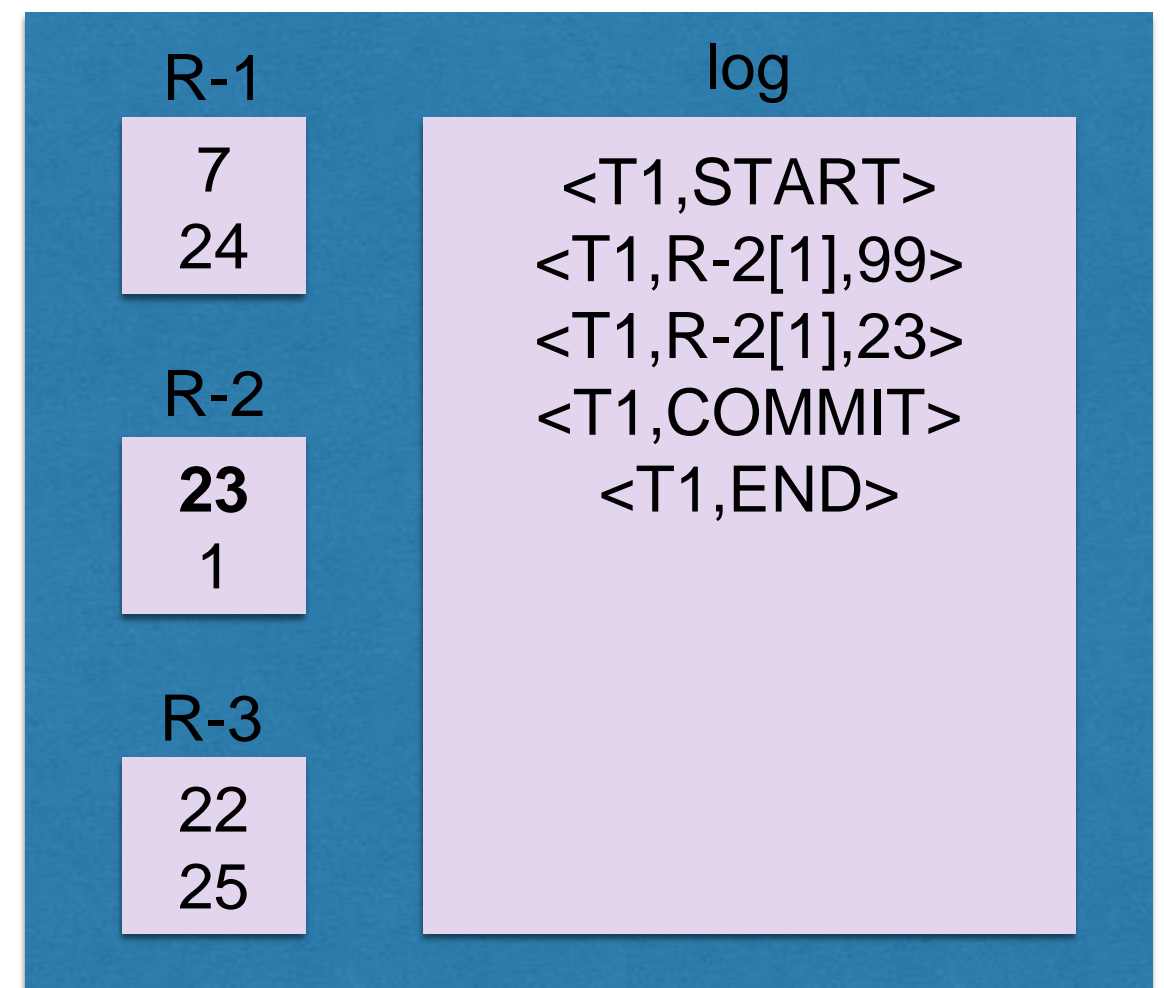 R-1
7
24
R-2
23
1
R-3
22
25
log
<T1,START>
<T1,R-2[1],99>
<T1,R-2[1],23>
<T1,COMMIT>
<T1,END>